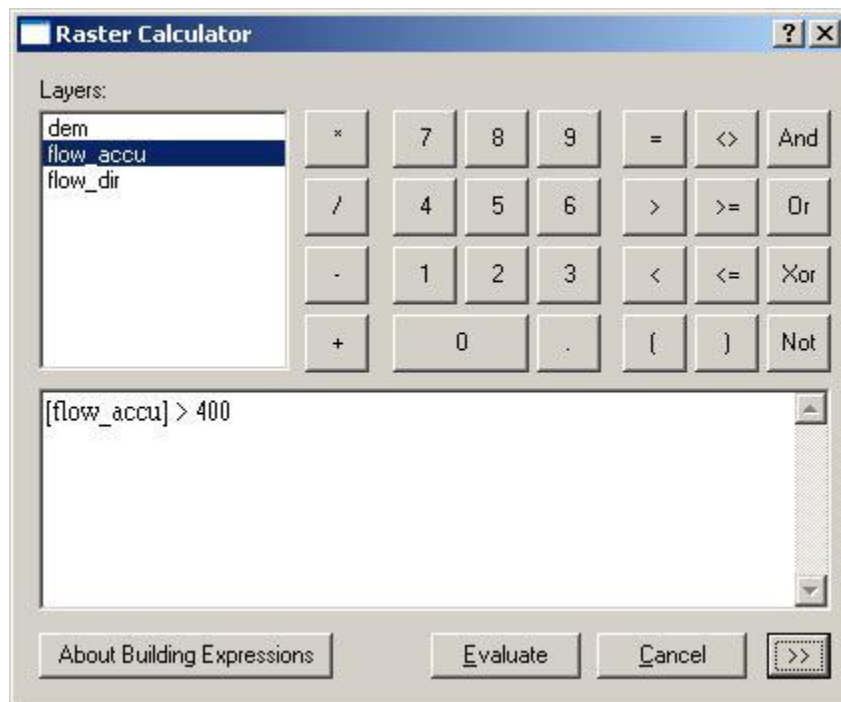 Raster Calculator ? X
Layers:
dem
flow_accu
flow_dir
* 7 8 9 = <> And
/ 4 5 6 > >= Or
- 1 2 3 < <= Xor
+ 0 . ( ) Not
[flow_accu] > 400
About Building Expressions Evaluate Cancel >>